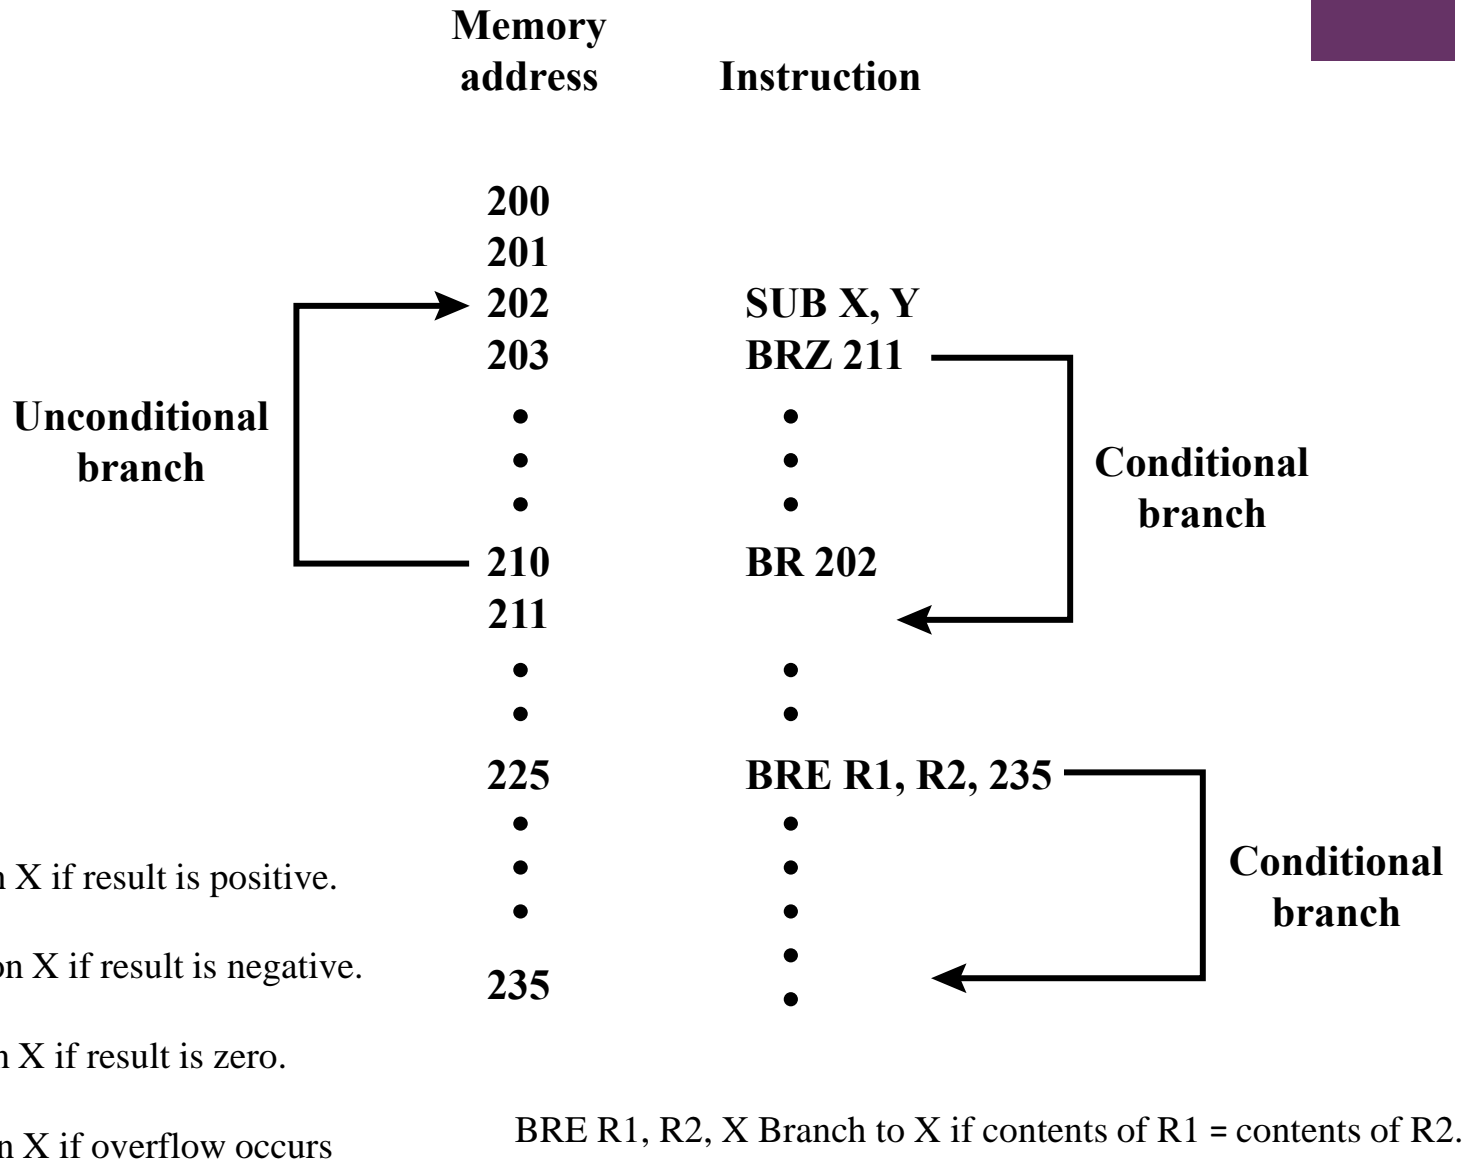 Memory
address Instruction
200
201
202 SUB X, Y
203 BRZ 211
Unconditional
branch
Conditional
branch
210 BR 202
211
225 BRE R1, R2, 235
Conditional
branch
235
X if result is positive.
on X if result is negative.
X if result is zero.
X if overflow occurs
BRE R1, R2, X Branch to X if contents of R1 = contents of R2.